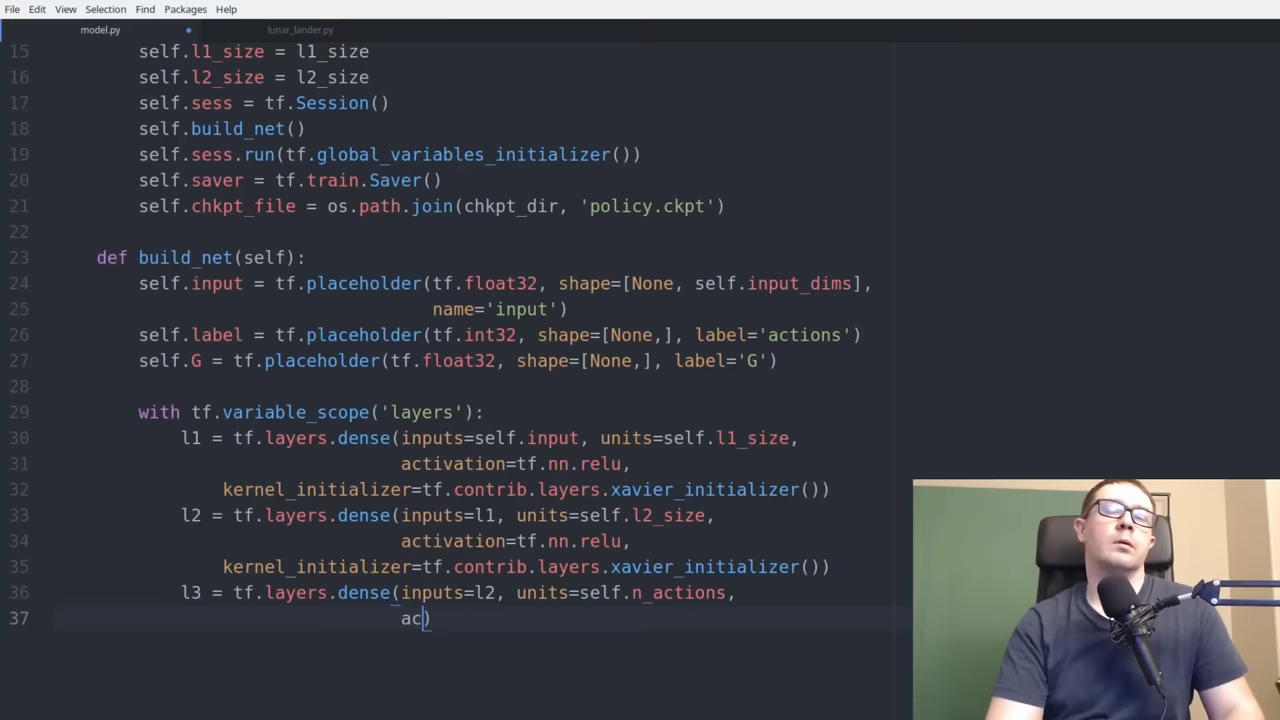 File Edit View Selection Find Packages Help
model.py lunar_lander.py
15 self.l1_size = l1_size
16 self.l2_size = l2_size
17 self.sess = tf.Session()
18 self.build_net()
19 self.sess.run(tf.global_variables_initializer())
20 self.saver = tf.train.Saver()
21 self.chkpt_file = os.path.join(chkpt_dir, 'policy.ckpt')
22
23 def build_net(self):
24 self.input = tf.placeholder(tf.float32, shape=[None, self.input_dims],
25 name='input')
26 self.label = tf.placeholder(tf.int32, shape=[None,], label='actions')
27 self.G = tf.placeholder(tf.float32, shape=[None,], label='G')
28
29 with tf.variable_scope('layers'):
30 l1 = tf.layers.dense(inputs=self.input, units=self.l1_size,
31 activation=tf.nn.relu,
32 kernel_initializer=tf.contrib.layers.xavier_initializer())
33 l2 = tf.layers.dense(inputs=l1, units=self.l2_size,
34 activation=tf.nn.relu,
35 kernel_initializer=tf.contrib.layers.xavier_initializer())
36 l3 = tf.layers.dense(inputs=l2, units=self.n_actions,
37 ac)